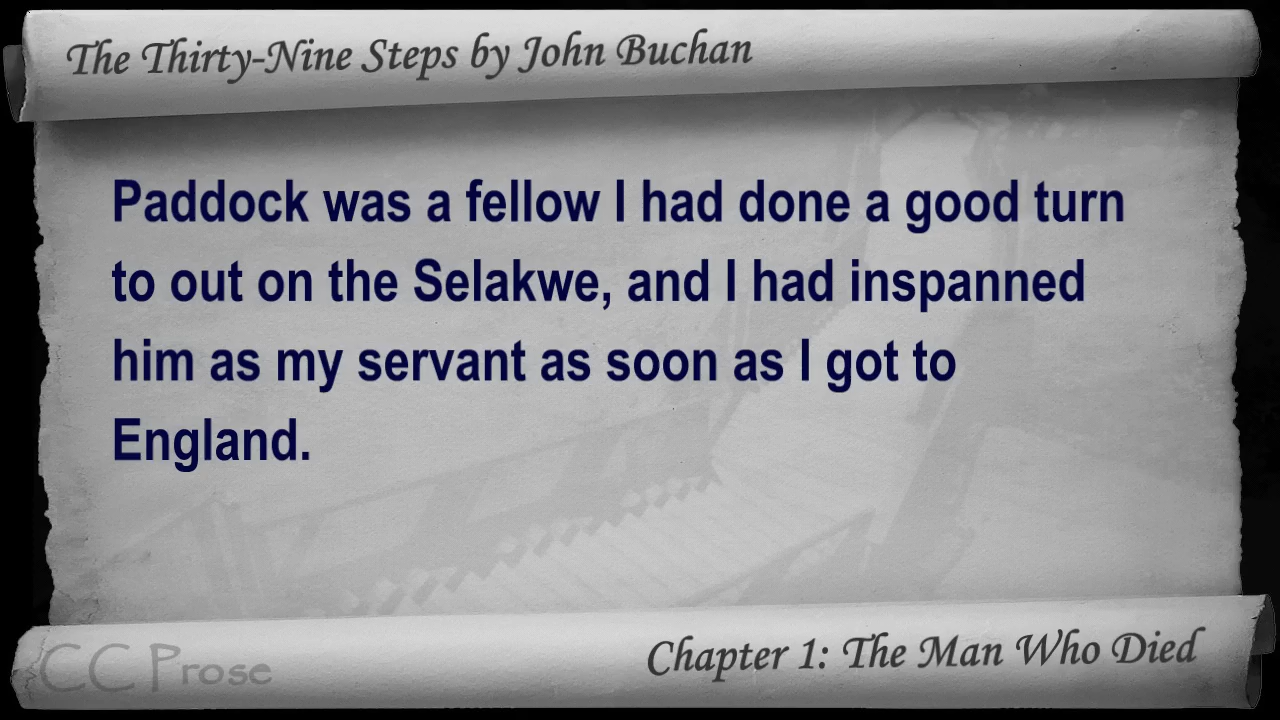 The Thirty-Nine Steps by John Buchan
Paddock was a fellow I had done a good turn
to out on the Selakwe, and I had inspanned
him as my servant as soon as I got to
England.
CC Prose
Chapter 1: The Man Who Died